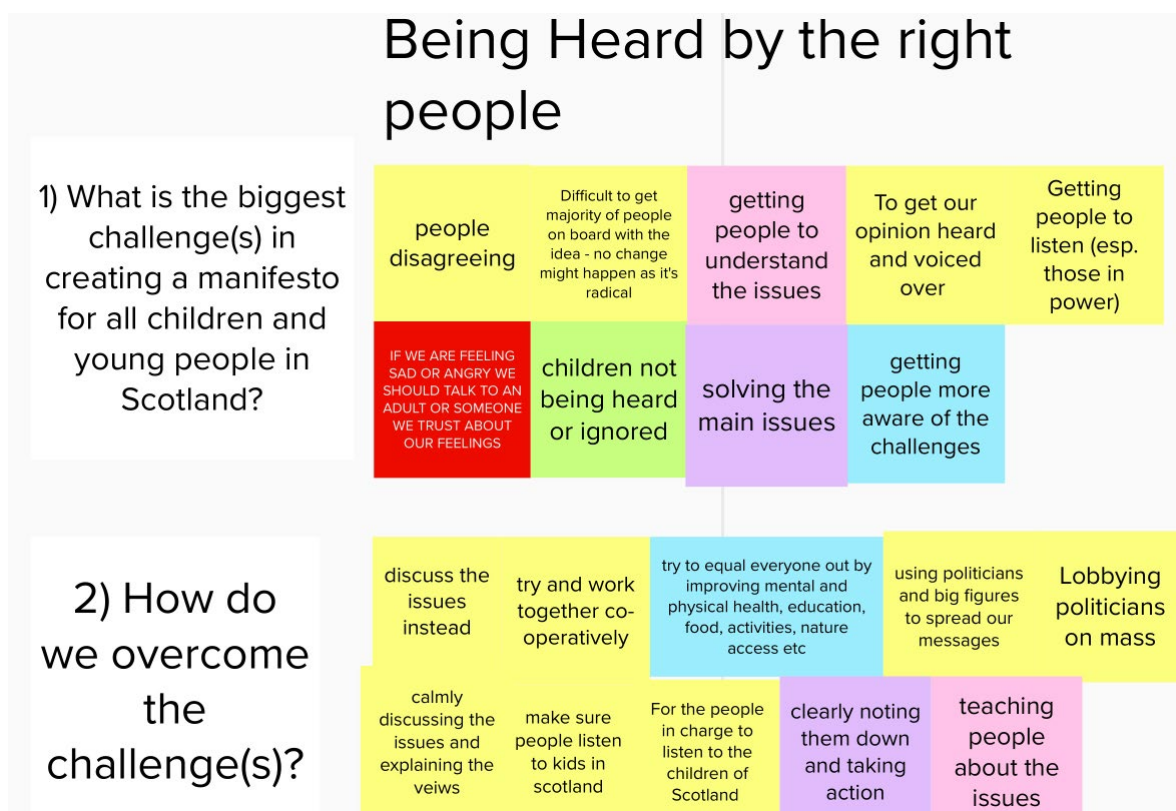 Being Heard by the right
people
1) What is the biggest
challenge(s) in
creating a manifesto
for all children and
young people in
Scotland?
people
disagreeing
Difficult to get
majority of people
on board with the
idea - no change
might happen as it's
radical
getting
people to
understand
the issues
To get our
opinion heard
and voiced
over
Getting
people to
listen (esp.
those in
power)
IF WE ARE FEELING
SAD OR ANGRY WE
SHOULD TALK TO AN
ADULT OR SOMEONE
WE TRUST ABOUT
OUR FEELINGS
children not
being heard
or ignored
solving the
main issues
getting
people more
aware of the
challenges
2) How do
we overcome
the
challenge(s)?
discuss the
issues
instead
try and work
together co-
operatively
try to equal everyone out by
improving mental and
physical health, education,
food, activities, nature
access etc
using politicians
and big figures
to spread our
messages
Lobbying
politicians
on mass
calmly
discussing the
issues and
explaining the
veiws
make sure
people listen
to kids in
scotland
For the people
in charge to
listen to the
children of
Scotland
clearly noting
them down
and taking
action
teaching
people
about the
issues